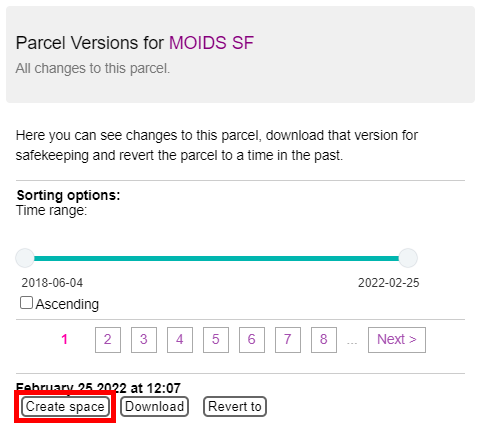 Parcel Versions for MOIDS SF
All changes to this parcel.
Here you can see changes to this parcel, download that version for
safekeeping and revert the parcel to a time in the past.
Sorting options:
Time range:
2018-06-04 2022-02-25
Ascending
1 2 3 4 5 6 7 8 ... Next >
February 25 2022 at 12:07
Create space Download Revert to